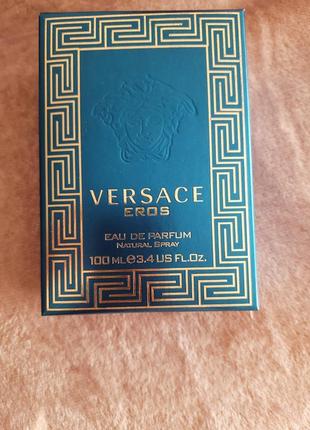 VERSACE
EROS
EAU DE PARFUM
NATURAL SPRAY
100 ML℮3.4 US FL.OZ.